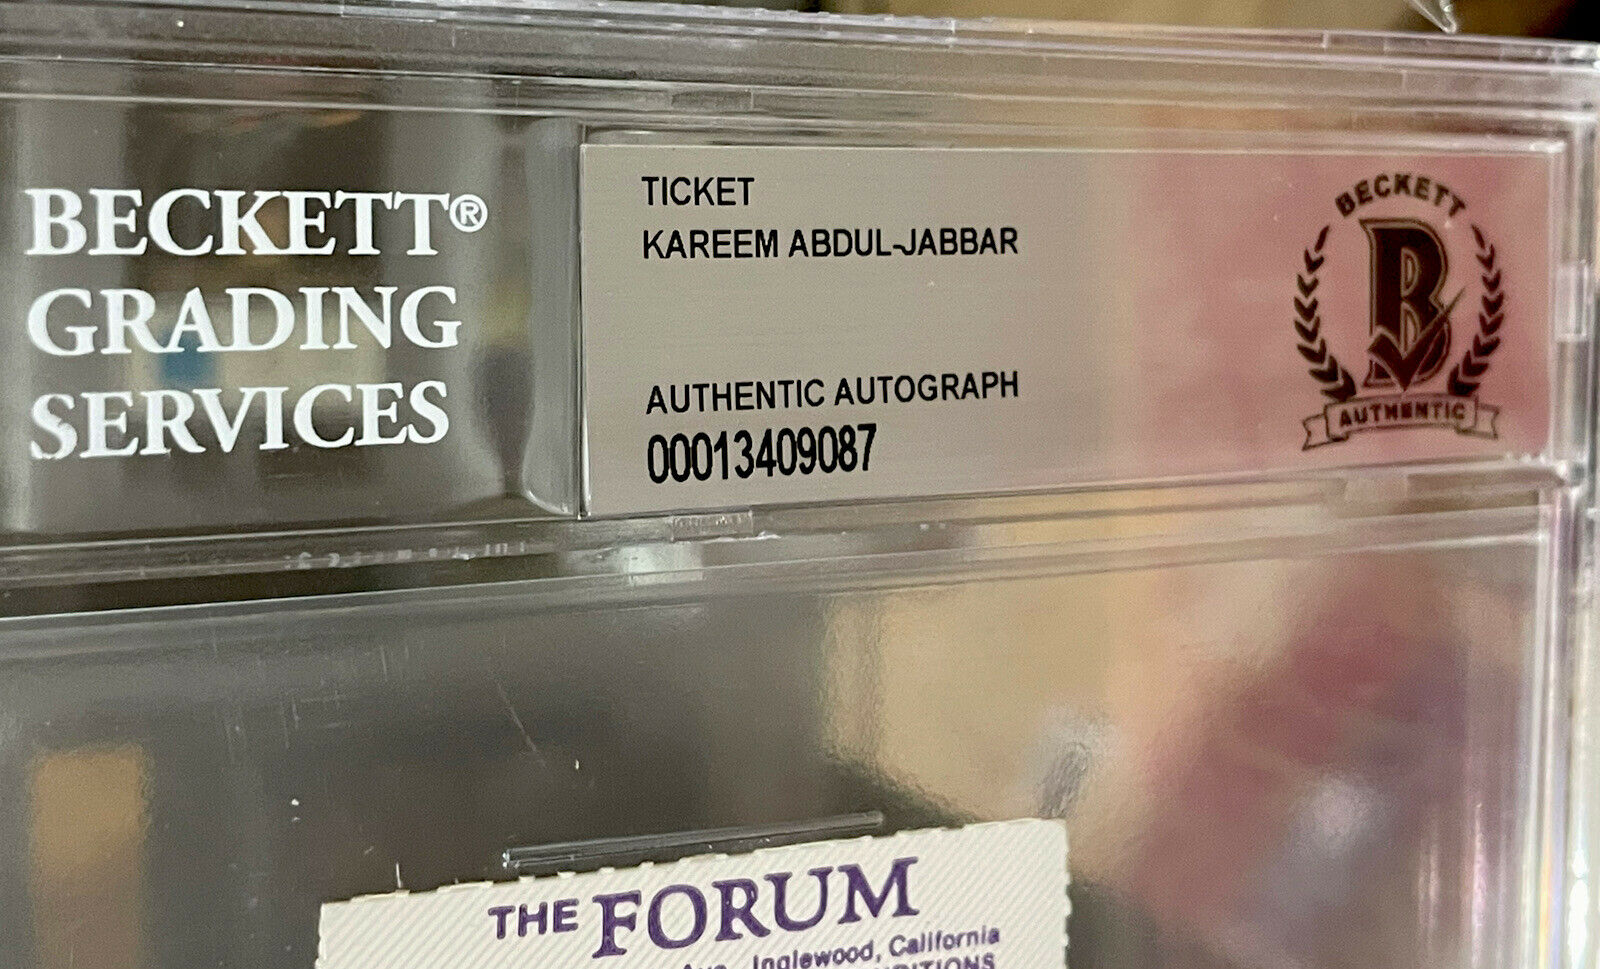 BECKETT®
GRADING
SERVICES
TICKET
KAREEM ABDUL-JABBAR
AUTHENTIC AUTOGRAPH
00013409087
BECKETT
B
AUTHENTIC
THE FORUM
Inglewood, California